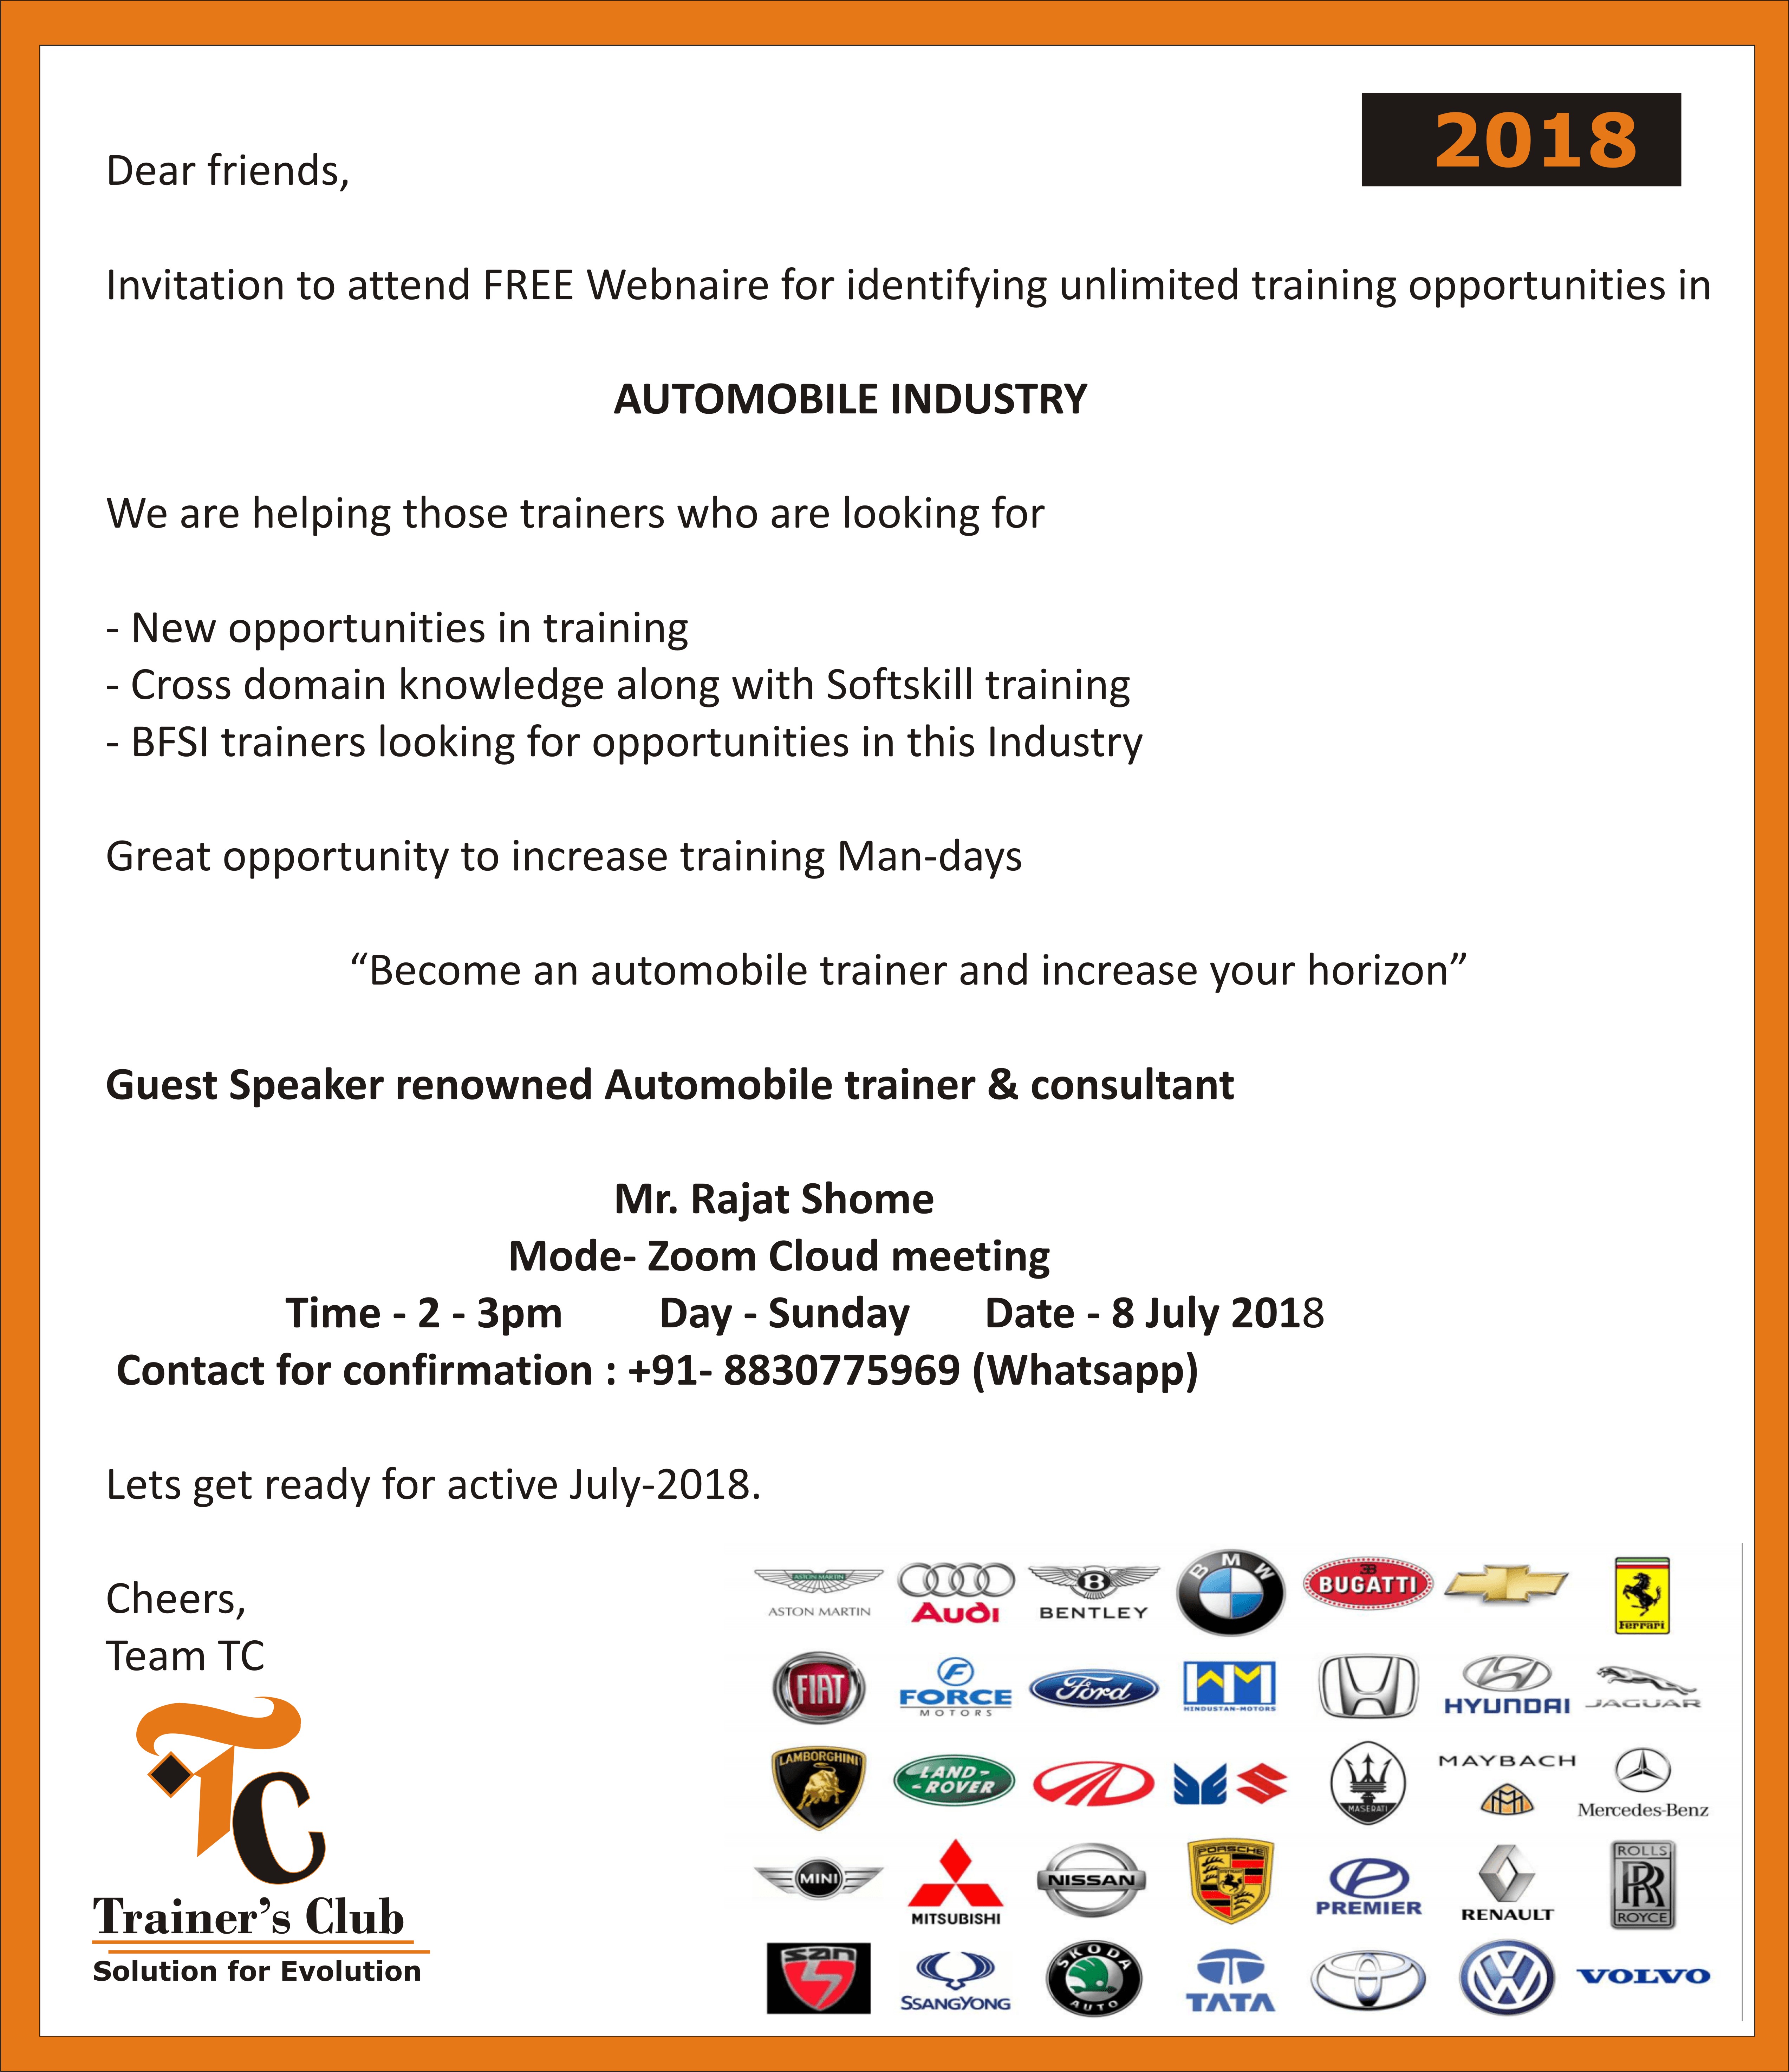 2018
Dear friends,
Invitation to attend FREE Webnaire for identifying unlimited training opportunities in
AUTOMOBILE INDUSTRY
We are helping those trainers who are looking for
- New opportunities in training
- Cross domain knowledge along with Softskill training
- BFSI trainers looking for opportunities in this Industry
Great opportunity to increase training Man-days
“Become an automobile trainer and increase your horizon”
Guest Speaker renowned Automobile trainer & consultant
Mr. Rajat Shome
Mode- Zoom Cloud meeting
Time - 2 - 3pm Day - Sunday Date - 8 July 2018
Contact for confirmation : +91- 8830775969 (Whatsapp)
Lets get ready for active July-2018.
Cheers,
Team TC
TC
Trainer’s Club
Solution for Evolution
ASTON MARTIN
ASTON MARTIN
Audi
B
BENTLEY
BMW
EB
BUGATTI
Ferrari
FIAT
F
FORCE
MOTORS
Ford
HM
HINDUSTAN-MOTORS
HYUNDAI
JAGUAR
LAMBORGHINI
LAND-
-ROVER
MASERATI
MAYBACH
MM
Mercedes-Benz
MINI
MITSUBISHI
NISSAN
PORSCHE
P
PREMIER
RENAULT
ROLLS
RR
ROYCE
san
SSANGYONG
SKODA
AUTO
TATA
VW
VOLVO